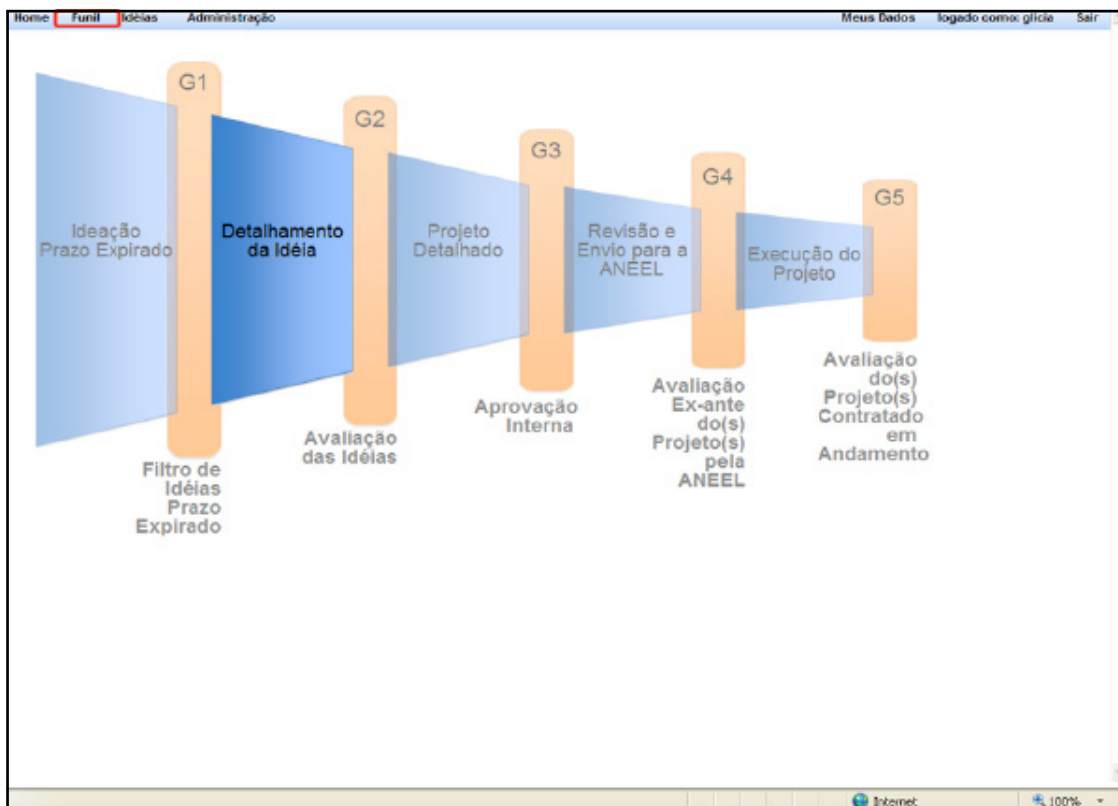 Home Funil Idéias Administração Meus Dados logado como: glicia Sair
G1
G2
G3
G4
G5
Ideação
Prazo Expirado
Detalhamento
da Idéia
Projeto
Detalhado
Revisão e
Envio para a
ANEEL
Execução do
Projeto
Filtro de
Idéias
Prazo
Expirado
Avaliação
das Idéias
Aprovação
Interna
Avaliação
Ex-ante
do(s)
Projeto(s)
pela
ANEEL
Avaliação
do(s)
Projeto(s)
Contratado
em
Andamento
Internet 100%